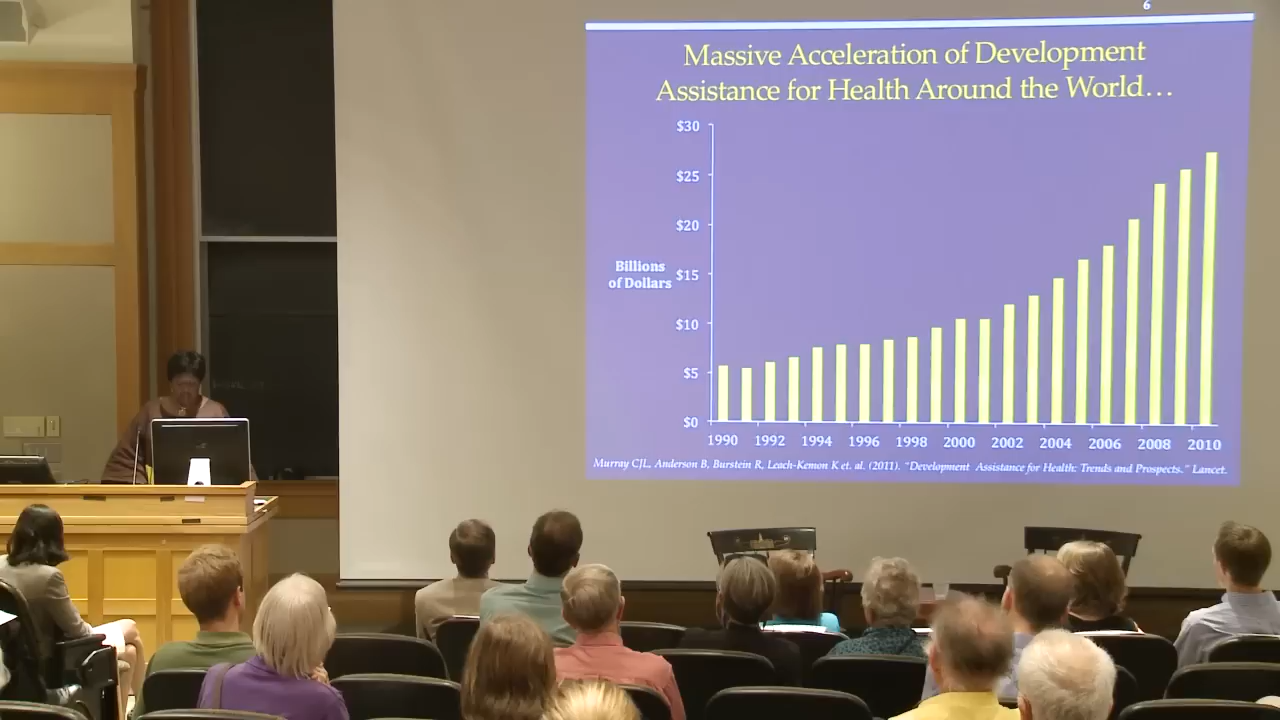 6
Massive Acceleration of Development
Assistance for Health Around the World…
$30
$25
$20
Billions
of Dollars
$15
$10
$5
$0
1990 1992 1994 1996 1998 2000 2002 2004 2006 2008 2010
Murray CJL, Anderson B, Burstein R, Leach-Kemon K et. al. (2011). "Development Assistance for Health: Trends and Prospects." Lancet.